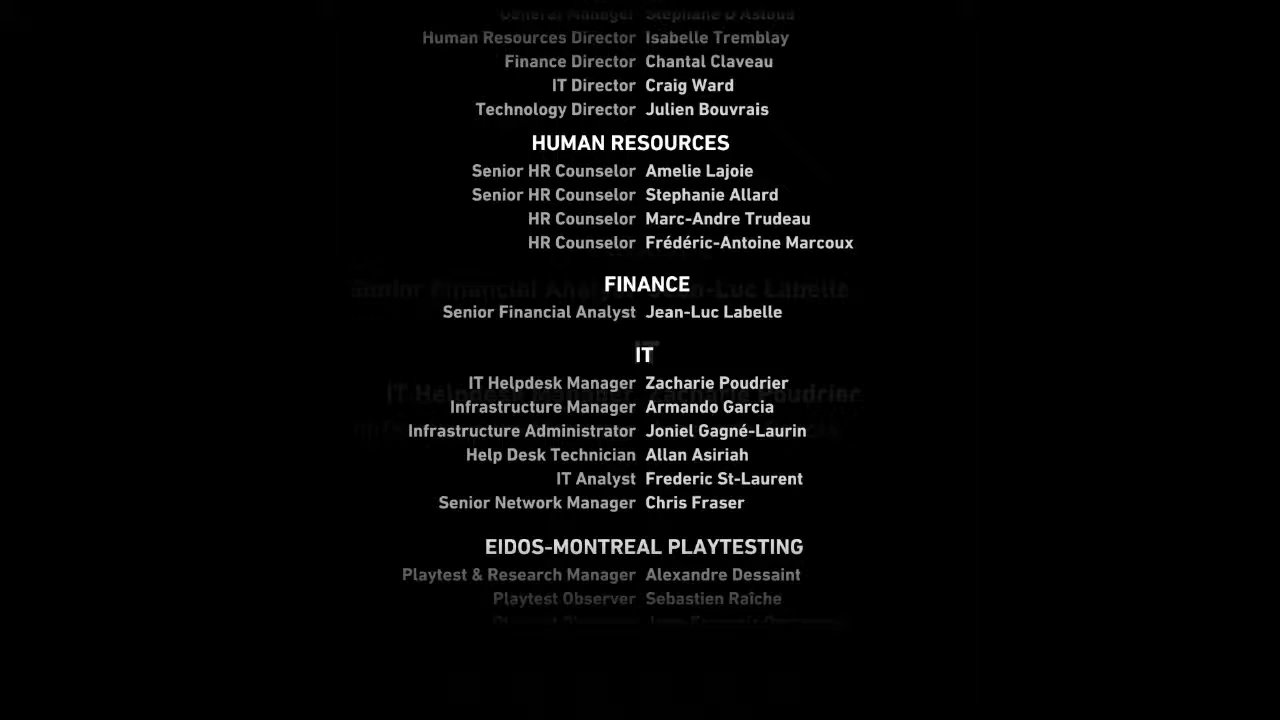 General Manager Stephane D'Astous
Human Resources Director Isabelle Tremblay
Finance Director Chantal Claveau
IT Director Craig Ward
Technology Director Julien Bouvrais
HUMAN RESOURCES
Senior HR Counselor Amelie Lajoie
Senior HR Counselor Stephanie Allard
HR Counselor Marc-Andre Trudeau
HR Counselor Frédéric-Antoine Marcoux
FINANCE
Senior Financial Analyst Jean-Luc Labelle
IT
IT Helpdesk Manager Zacharie Poudrier
Infrastructure Manager Armando Garcia
Infrastructure Administrator Joniel Gagné-Laurin
Help Desk Technician Allan Asiriah
IT Analyst Frederic St-Laurent
Senior Network Manager Chris Fraser
EIDOS-MONTREAL PLAYTESTING
Playtest & Research Manager Alexandre Dessaint
Playtest Observer Sebastien Raîche